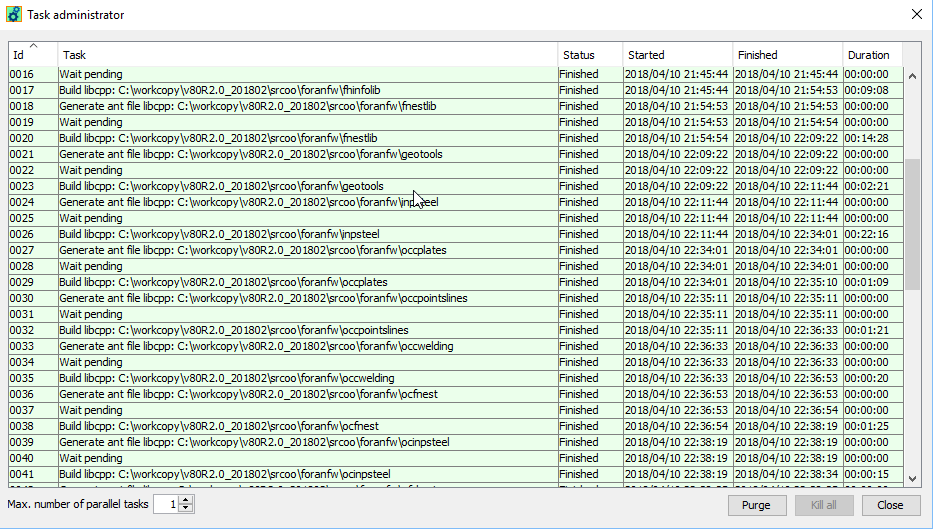 Task administrator
Id Task Status Started Finished Duration
0016 Wait pending Finished 2018/04/10 21:45:44 2018/04/10 21:45:44 00:00:00
0017 Build libcpp: C:\workcopy\v80R2.0_201802\srcoo\foranfw\fhinfolib Finished 2018/04/10 21:45:44 2018/04/10 21:54:53 00:09:08
0018 Generate ant file libcpp: C:\workcopy\v80R2.0_201802\srcoo\foranfw\fnestlib Finished 2018/04/10 21:54:53 2018/04/10 21:54:53 00:00:00
0019 Wait pending Finished 2018/04/10 21:54:53 2018/04/10 21:54:54 00:00:00
0020 Build libcpp: C:\workcopy\v80R2.0_201802\srcoo\foranfw\fnestlib Finished 2018/04/10 21:54:54 2018/04/10 22:09:22 00:14:28
0021 Generate ant file libcpp: C:\workcopy\v80R2.0_201802\srcoo\foranfw\geotools Finished 2018/04/10 22:09:22 2018/04/10 22:09:22 00:00:00
0022 Wait pending Finished 2018/04/10 22:09:22 2018/04/10 22:09:22 00:00:00
0023 Build libcpp: C:\workcopy\v80R2.0_201802\srcoo\foranfw\geotools Finished 2018/04/10 22:09:22 2018/04/10 22:11:44 00:02:21
0024 Generate ant file libcpp: C:\workcopy\v80R2.0_201802\srcoo\foranfw\inpsteel Finished 2018/04/10 22:11:44 2018/04/10 22:11:44 00:00:00
0025 Wait pending Finished 2018/04/10 22:11:44 2018/04/10 22:11:44 00:00:00
0026 Build libcpp: C:\workcopy\v80R2.0_201802\srcoo\foranfw\inpsteel Finished 2018/04/10 22:11:44 2018/04/10 22:34:01 00:22:16
0027 Generate ant file libcpp: C:\workcopy\v80R2.0_201802\srcoo\foranfw\occplates Finished 2018/04/10 22:34:01 2018/04/10 22:34:01 00:00:00
0028 Wait pending Finished 2018/04/10 22:34:01 2018/04/10 22:34:01 00:00:00
0029 Build libcpp: C:\workcopy\v80R2.0_201802\srcoo\foranfw\occplates Finished 2018/04/10 22:34:01 2018/04/10 22:35:10 00:01:09
0030 Generate ant file libcpp: C:\workcopy\v80R2.0_201802\srcoo\foranfw\occpointslines Finished 2018/04/10 22:35:11 2018/04/10 22:35:11 00:00:00
0031 Wait pending Finished 2018/04/10 22:35:11 2018/04/10 22:35:11 00:00:00
0032 Build libcpp: C:\workcopy\v80R2.0_201802\srcoo\foranfw\occpointslines Finished 2018/04/10 22:35:11 2018/04/10 22:36:33 00:01:21
0033 Generate ant file libcpp: C:\workcopy\v80R2.0_201802\srcoo\foranfw\occwelding Finished 2018/04/10 22:36:33 2018/04/10 22:36:33 00:00:00
0034 Wait pending Finished 2018/04/10 22:36:33 2018/04/10 22:36:33 00:00:00
0035 Build libcpp: C:\workcopy\v80R2.0_201802\srcoo\foranfw\occwelding Finished 2018/04/10 22:36:33 2018/04/10 22:36:53 00:00:20
0036 Generate ant file libcpp: C:\workcopy\v80R2.0_201802\srcoo\foranfw\ocfnest Finished 2018/04/10 22:36:53 2018/04/10 22:36:53 00:00:00
0037 Wait pending Finished 2018/04/10 22:36:53 2018/04/10 22:36:54 00:00:00
0038 Build libcpp: C:\workcopy\v80R2.0_201802\srcoo\foranfw\ocfnest Finished 2018/04/10 22:36:54 2018/04/10 22:38:19 00:01:25
0039 Generate ant file libcpp: C:\workcopy\v80R2.0_201802\srcoo\foranfw\ocinpsteel Finished 2018/04/10 22:38:19 2018/04/10 22:38:19 00:00:00
0040 Wait pending Finished 2018/04/10 22:38:19 2018/04/10 22:38:19 00:00:00
0041 Build libcpp: C:\workcopy\v80R2.0_201802\srcoo\foranfw\ocinpsteel Finished 2018/04/10 22:38:19 2018/04/10 22:38:34 00:00:15
Max. number of parallel tasks 1 Purge Kill all Close